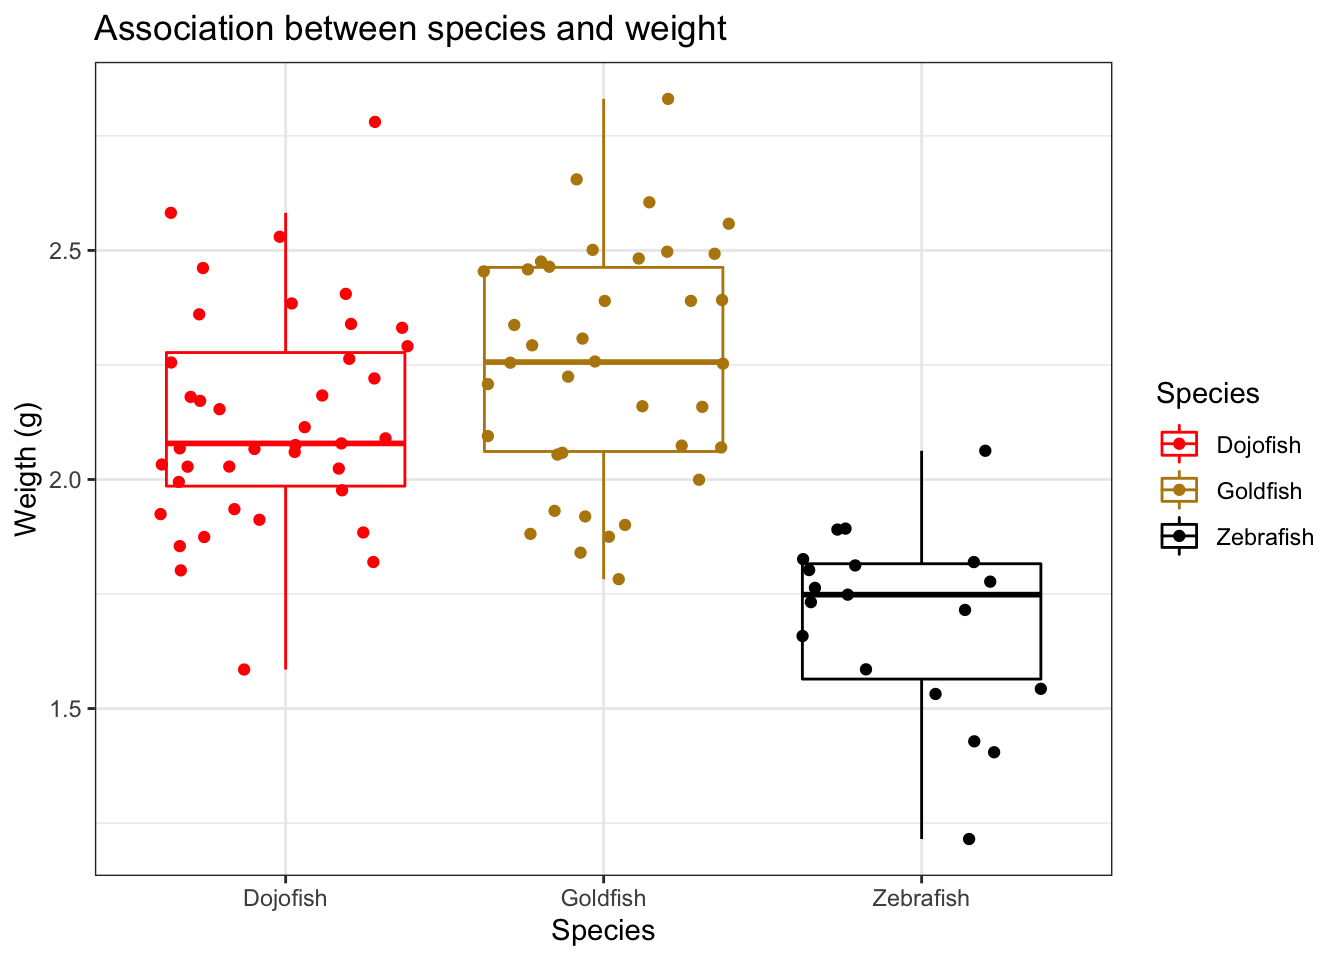 Association between species and weight
Weigth (g)
2.5
2.0
1.5
Dojofish
Goldfish
Zebrafish
Species
Species
Dojofish
Goldfish
Zebrafish